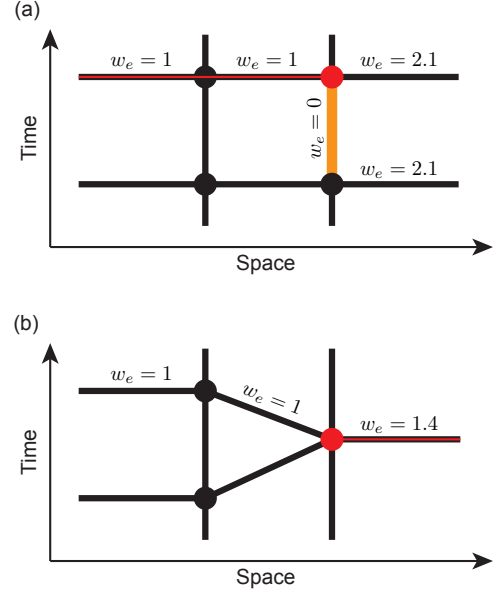 (a)
w_e = 1
w_e = 1
w_e = 2.1
w_e = 0
w_e = 2.1
Time
Space
(b)
w_e = 1
w_e = 1
w_e = 1.4
Time
Space